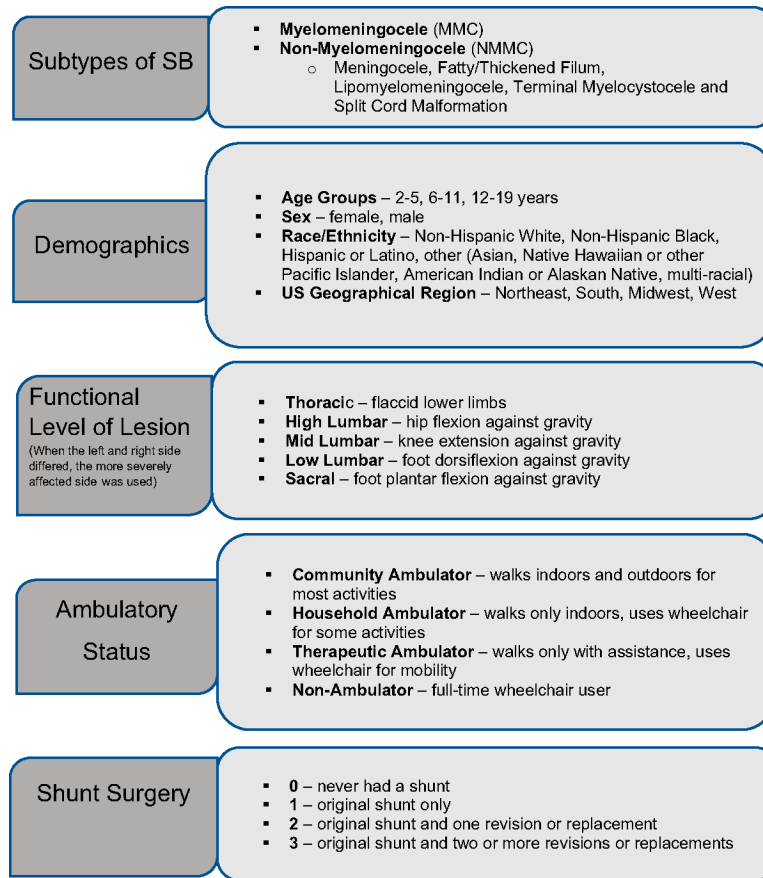 Subtypes of SB
▪ Myelomeningocele (MMC)
▪ Non-Myelomeningocele (NMMC)
o Meningocele, Fatty/Thickened Filum,
Lipomyelomeningocele, Terminal Myelocystocele and
Split Cord Malformation
Demographics
▪ Age Groups – 2-5, 6-11, 12-19 years
▪ Sex – female, male
▪ Race/Ethnicity – Non-Hispanic White, Non-Hispanic Black,
Hispanic or Latino, other (Asian, Native Hawaiian or other
Pacific Islander, American Indian or Alaskan Native, multi-racial)
▪ US Geographical Region – Northeast, South, Midwest, West
Functional
Level of Lesion
(When the left and right side
differed, the more severely
affected side was used)
▪ Thoracic – flaccid lower limbs
▪ High Lumbar – hip flexion against gravity
▪ Mid Lumbar – knee extension against gravity
▪ Low Lumbar – foot dorsiflexion against gravity
▪ Sacral – foot plantar flexion against gravity
Ambulatory
Status
▪ Community Ambulator – walks indoors and outdoors for
most activities
▪ Household Ambulator – walks only indoors, uses wheelchair
for some activities
▪ Therapeutic Ambulator – walks only with assistance, uses
wheelchair for mobility
▪ Non-Ambulator – full-time wheelchair user
Shunt Surgery
▪ 0 – never had a shunt
▪ 1 – original shunt only
▪ 2 – original shunt and one revision or replacement
▪ 3 – original shunt and two or more revisions or replacements